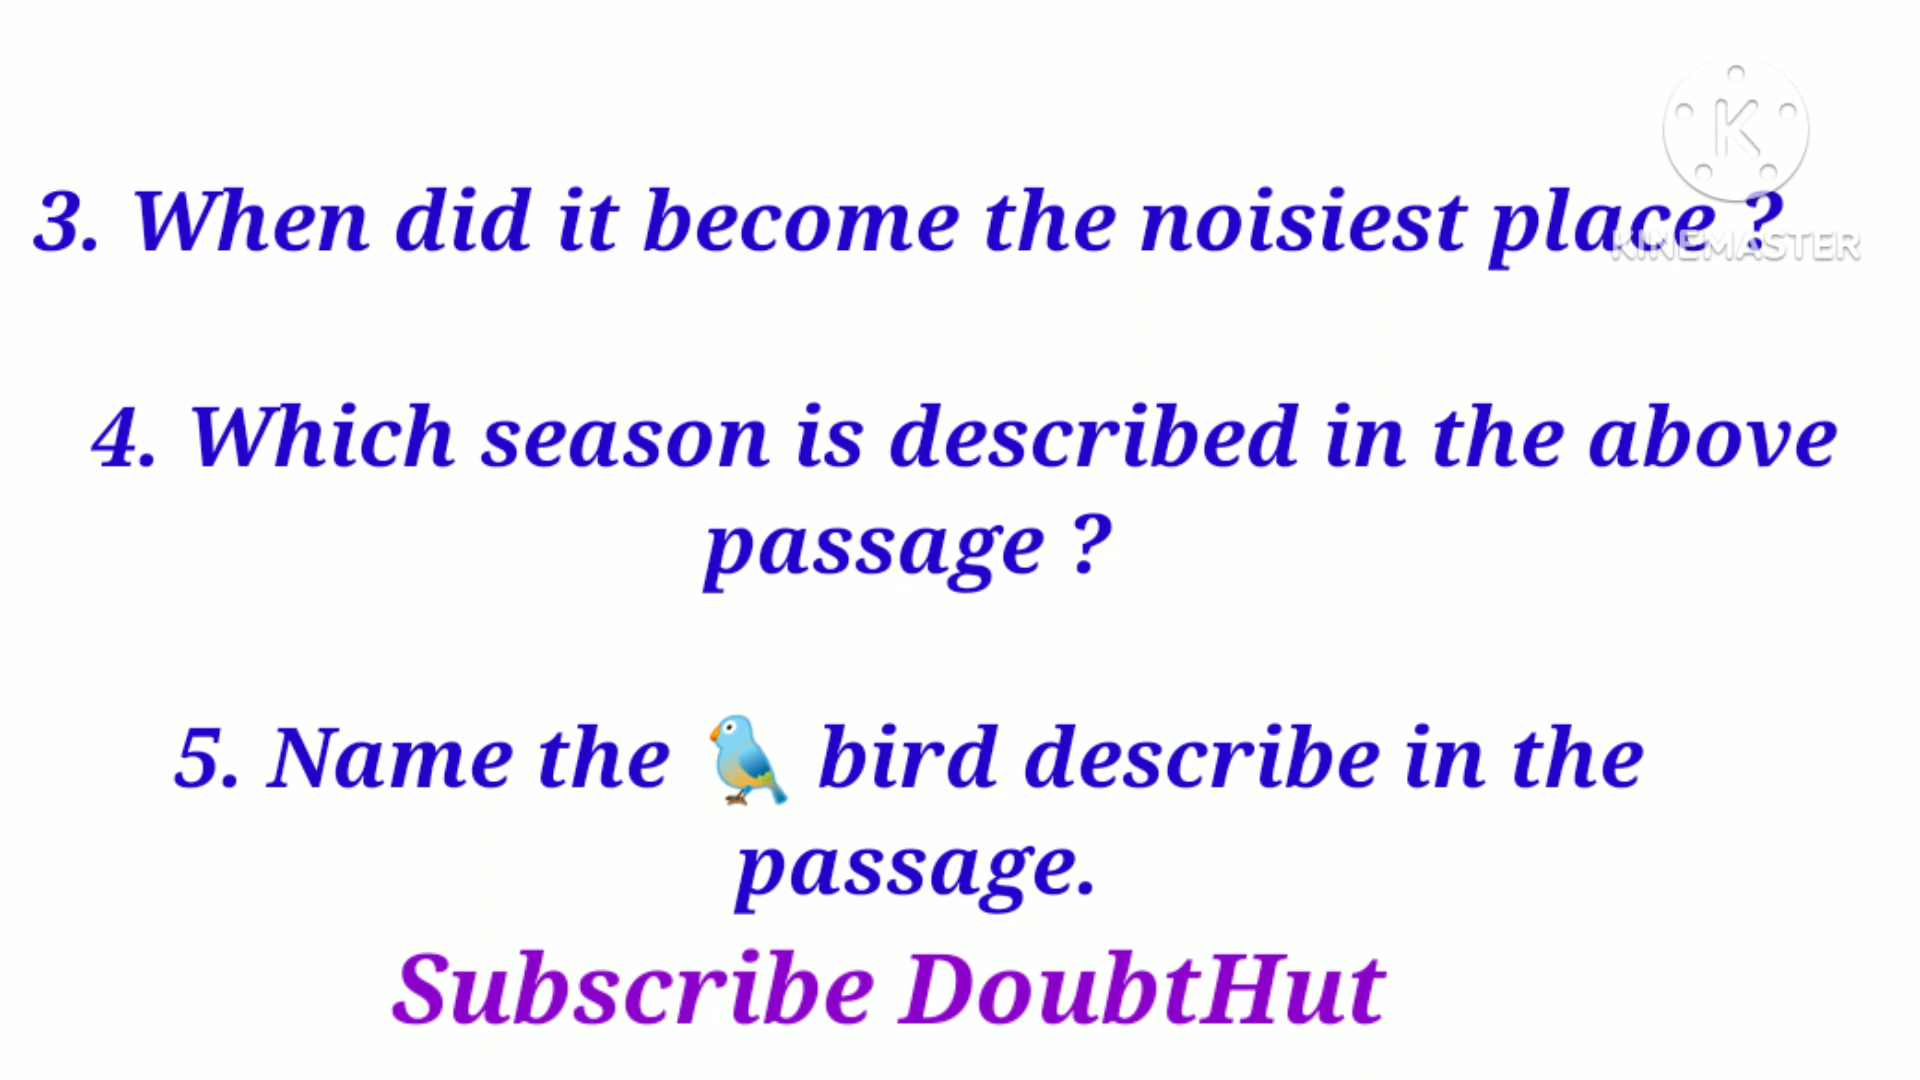 3. When did it become the noisiest place ?
KINEMASTER
4. Which season is described in the above
passage ?
5. Name the 🐤 bird describe in the
passage.
Subscribe DoubtHut